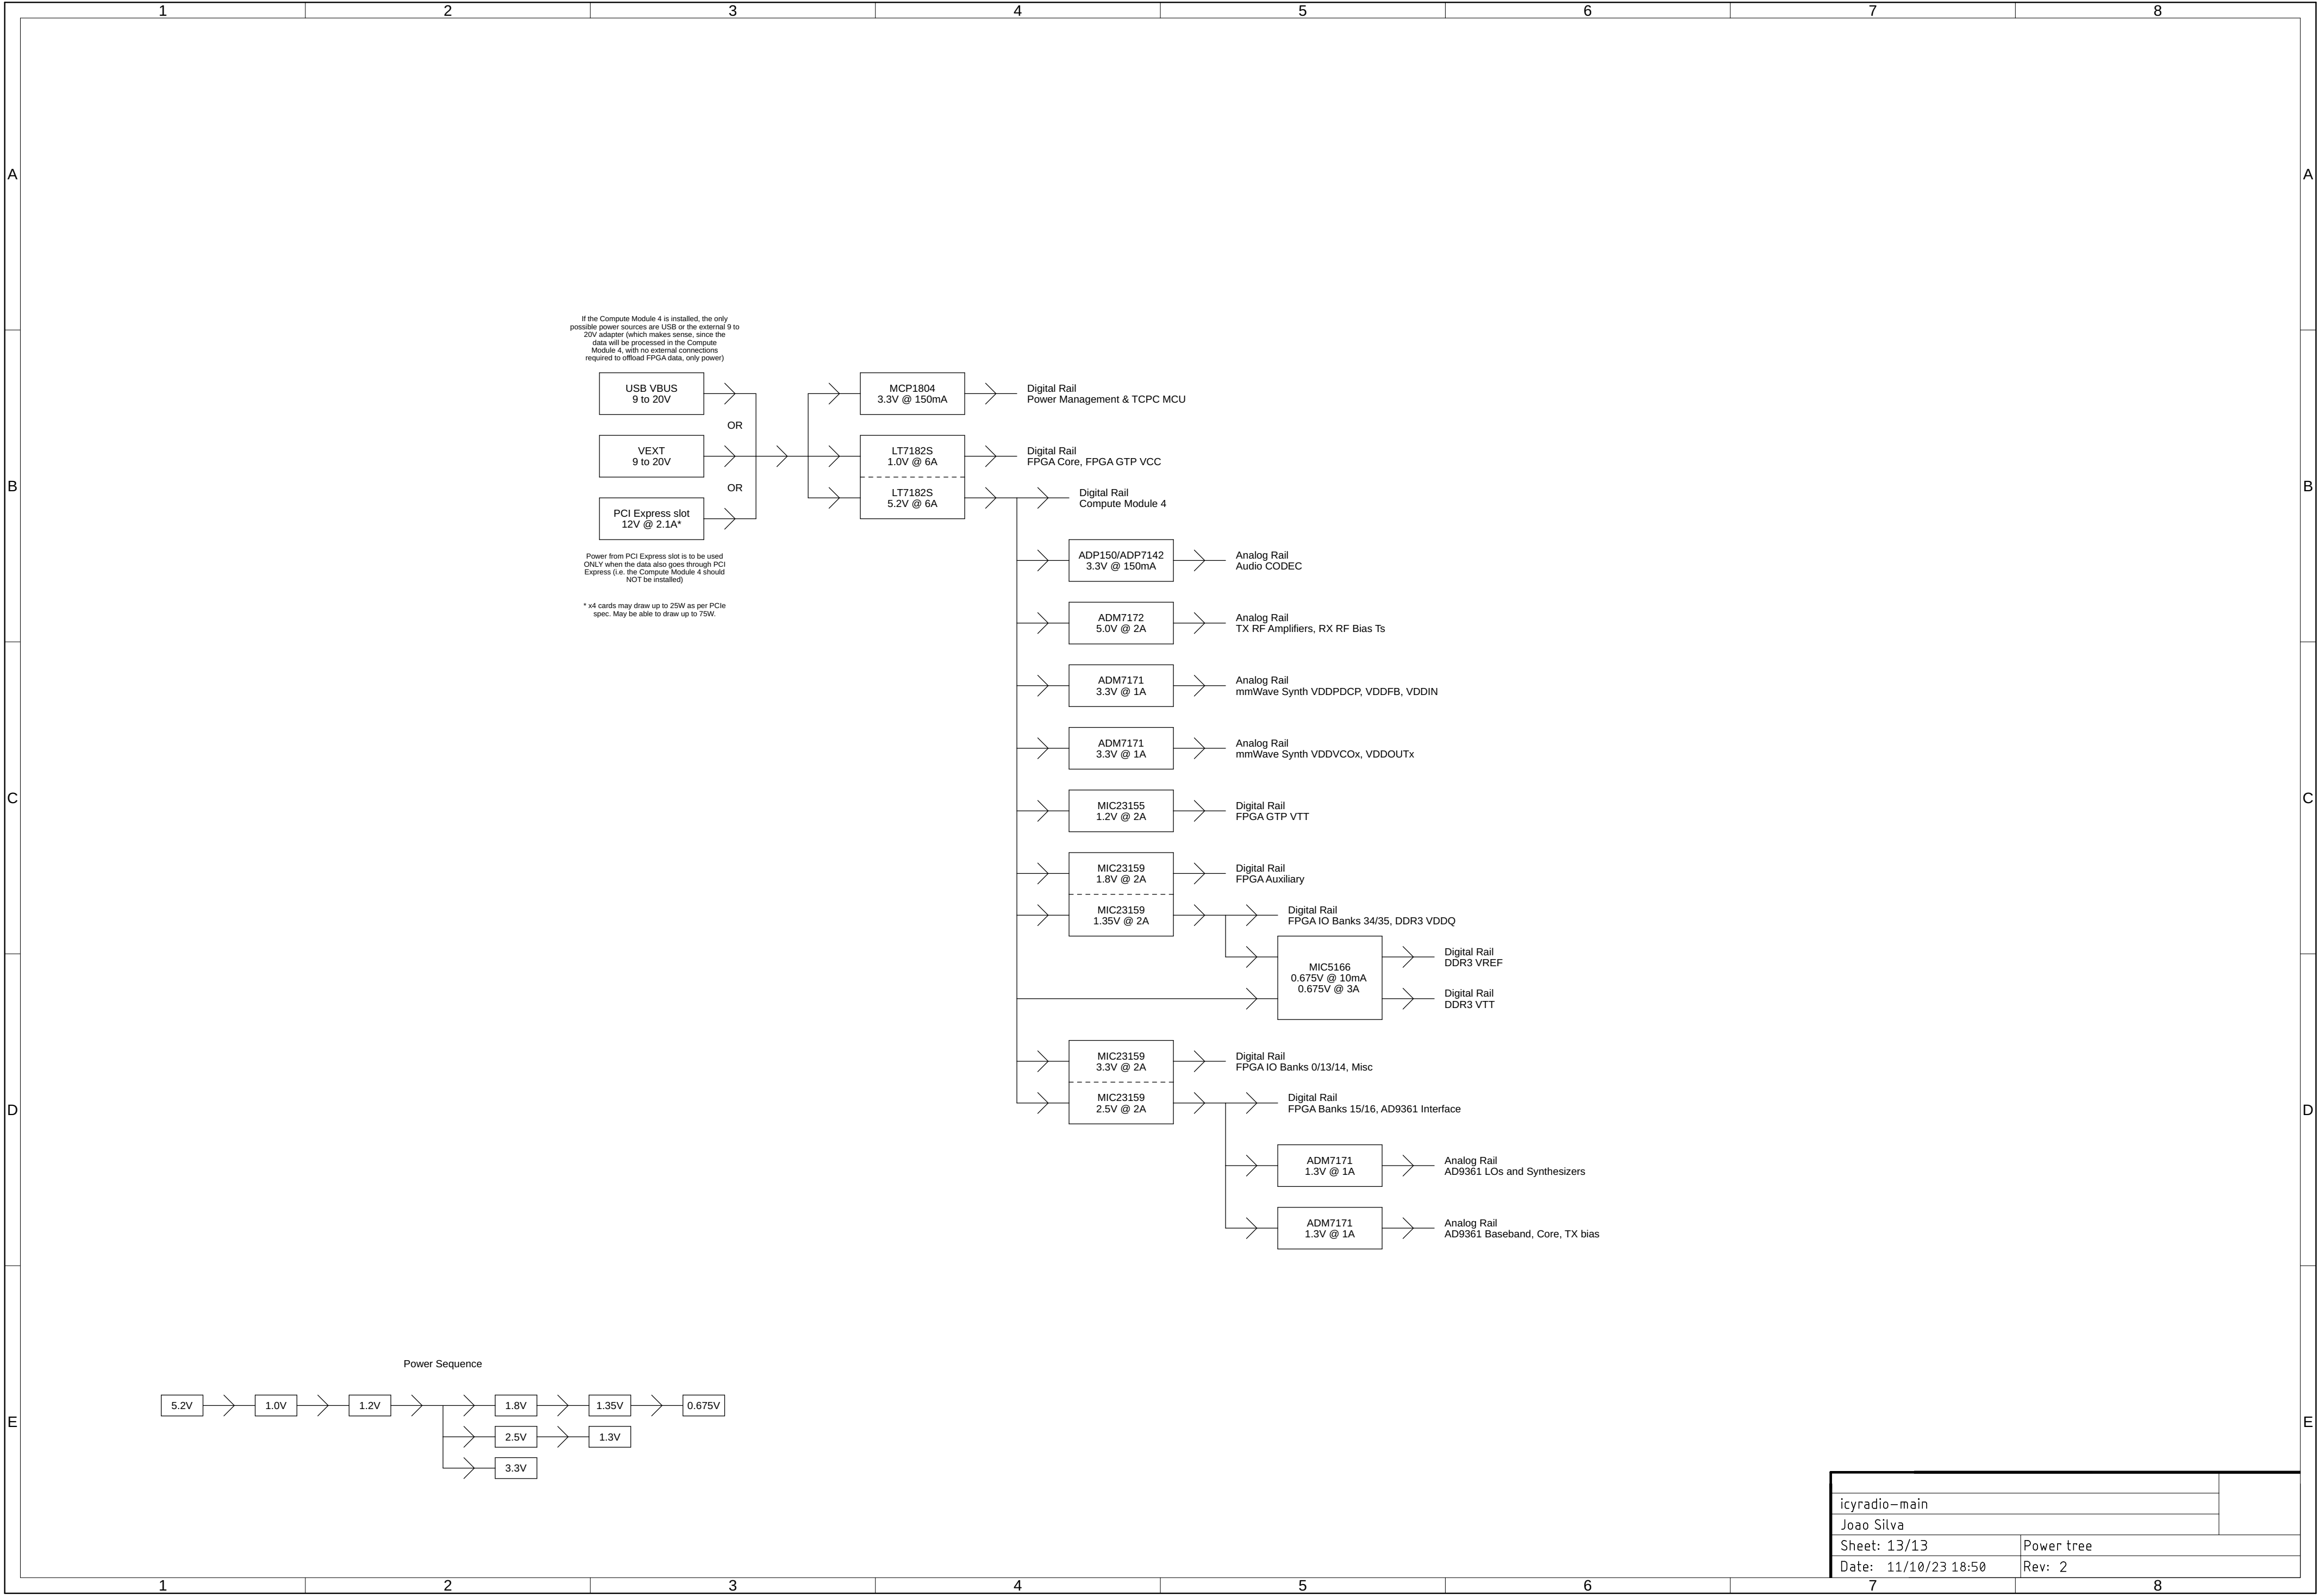 1 2 3 4 5 6 7 8
A A
If the Compute Module 4 is installed, the only
possible power sources are USB or the external 9 to
20V adapter (which makes sense, since the
data will be processed in the Compute
Module 4, with no external connections
required to offload FPGA data, only power)
USB VBUS
9 to 20V
OR
VEXT
9 to 20V
OR
PCI Express slot
12V @ 2.1A*
Power from PCI Express slot is to be used
ONLY when the data also goes through PCI
Express (i.e. the Compute Module 4 should
NOT be installed)
* x4 cards may draw up to 25W as per PCIe
spec. May be able to draw up to 75W.
MCP1804
3.3V @ 150mA
Digital Rail
Power Management & TCPC MCU
LT7182S
1.0V @ 6A
Digital Rail
FPGA Core, FPGA GTP VCC
B B
LT7182S
5.2V @ 6A
Digital Rail
Compute Module 4
ADP150/ADP7142
3.3V @ 150mA
Analog Rail
Audio CODEC
ADM7172
5.0V @ 2A
Analog Rail
TX RF Amplifiers, RX RF Bias Ts
ADM7171
3.3V @ 1A
Analog Rail
mmWave Synth VDDPDCP, VDDFB, VDDIN
ADM7171
3.3V @ 1A
Analog Rail
mmWave Synth VDDVCOx, VDDOUTx
C C
MIC23155
1.2V @ 2A
Digital Rail
FPGA GTP VTT
MIC23159
1.8V @ 2A
Digital Rail
FPGA Auxiliary
MIC23159
1.35V @ 2A
Digital Rail
FPGA IO Banks 34/35, DDR3 VDDQ
MIC5166
0.675V @ 10mA
0.675V @ 3A
Digital Rail
DDR3 VREF
Digital Rail
DDR3 VTT
MIC23159
3.3V @ 2A
Digital Rail
FPGA IO Banks 0/13/14, Misc
D D
MIC23159
2.5V @ 2A
Digital Rail
FPGA Banks 15/16, AD9361 Interface
ADM7171
1.3V @ 1A
Analog Rail
AD9361 LOs and Synthesizers
ADM7171
1.3V @ 1A
Analog Rail
AD9361 Baseband, Core, TX bias
Power Sequence
5.2V 1.0V 1.2V 1.8V 1.35V 0.675V
E E
2.5V 1.3V
3.3V
icyradio-main
Joao Silva
Sheet: 13/13 Power tree
Date: 11/10/23 18:50 Rev: 2
1 2 3 4 5 6 7 8